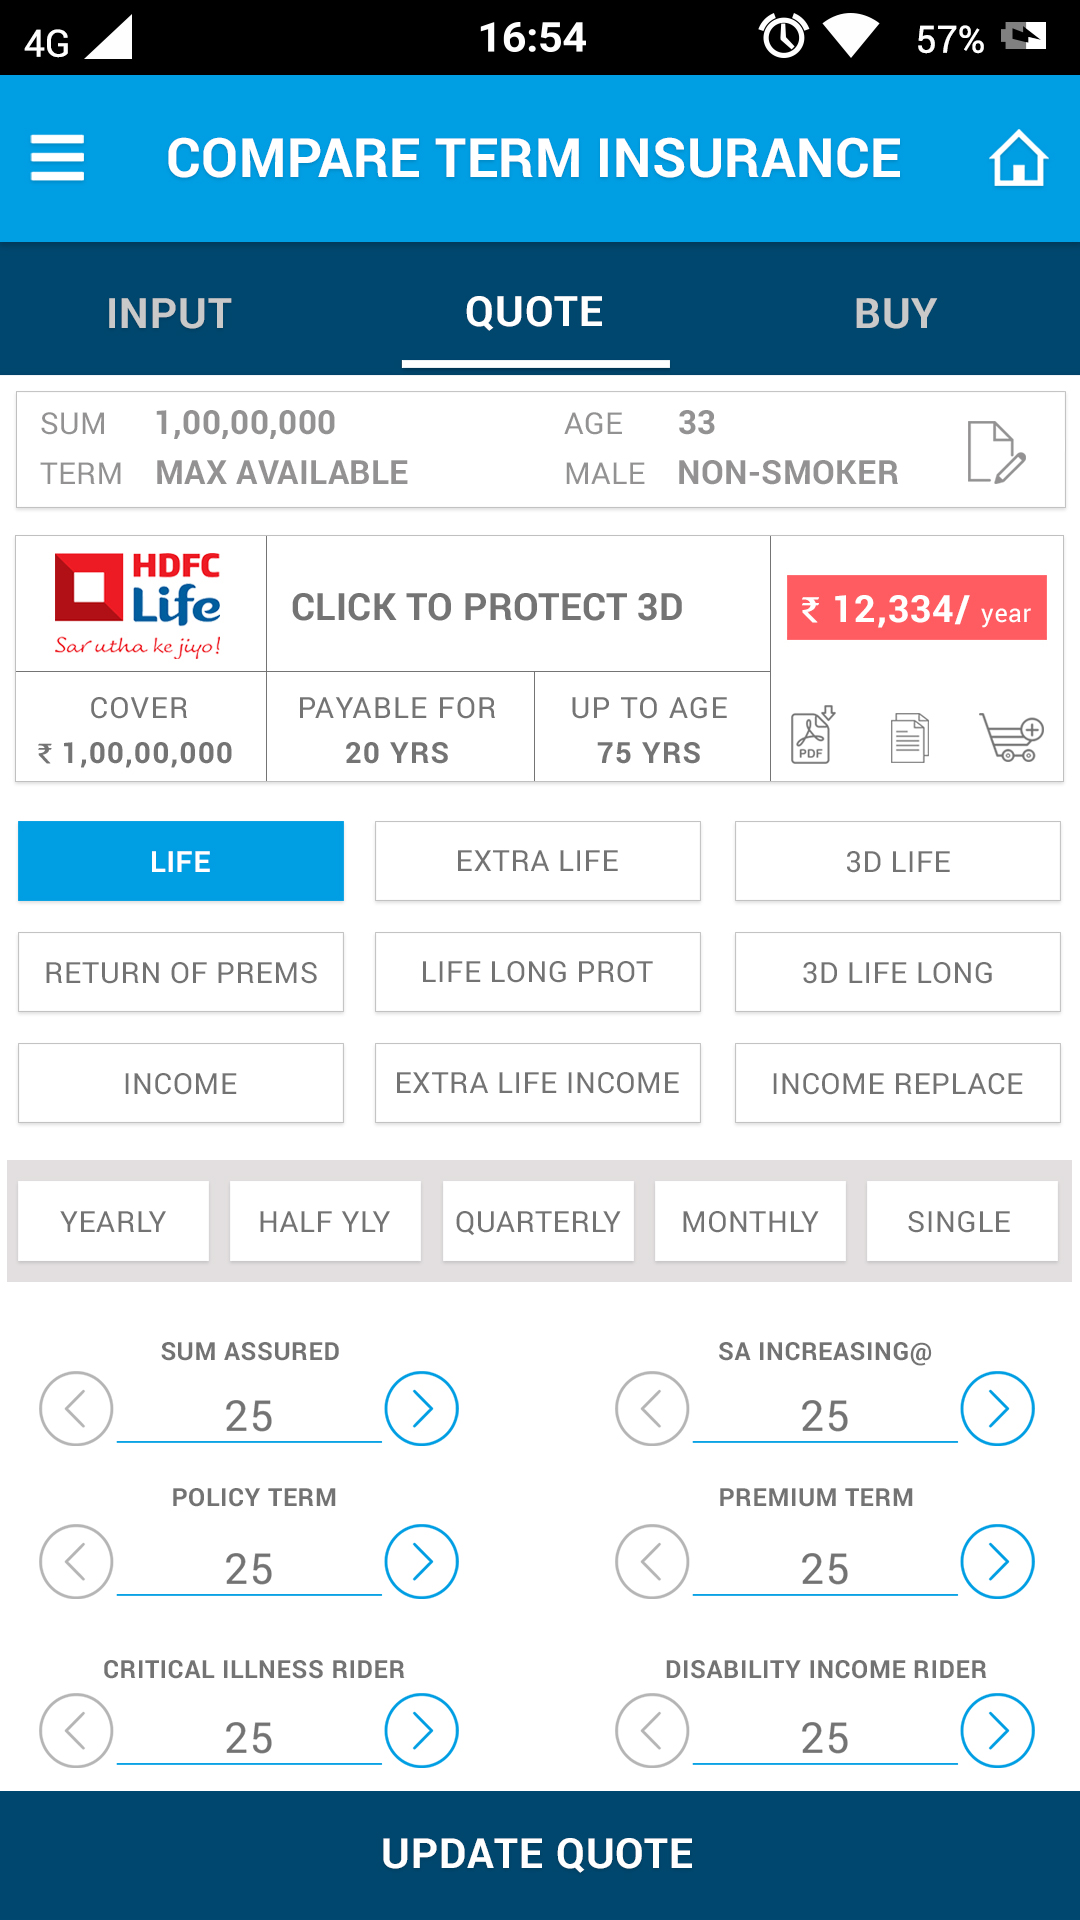 4G 16:54 57%
COMPARE TERM INSURANCE
INPUT QUOTE BUY
SUM 1,00,00,000 AGE 33
TERM MAX AVAILABLE MALE NON-SMOKER
HDFC
Life
Sar utha ke jiyo!
CLICK TO PROTECT 3D
₹ 12,334/ year
COVER PAYABLE FOR UP TO AGE
₹ 1,00,00,000 20 YRS 75 YRS
PDF
LIFE EXTRA LIFE 3D LIFE
RETURN OF PREMS LIFE LONG PROT 3D LIFE LONG
INCOME EXTRA LIFE INCOME INCOME REPLACE
YEARLY HALF YLY QUARTERLY MONTHLY SINGLE
SUM ASSURED SA INCREASING@
25 25
POLICY TERM PREMIUM TERM
25 25
CRITICAL ILLNESS RIDER DISABILITY INCOME RIDER
25 25
UPDATE QUOTE